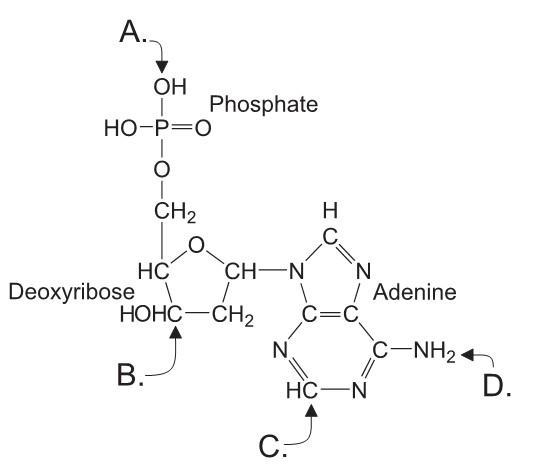 A.
OH
Phosphate
HO–P=O
O
CH₂
H
O
C
HC
CH
N
N
Deoxyribose
Adenine
HOHC
CH₂
C
C
N
C
NH₂
B.
HC
N
D.
C.